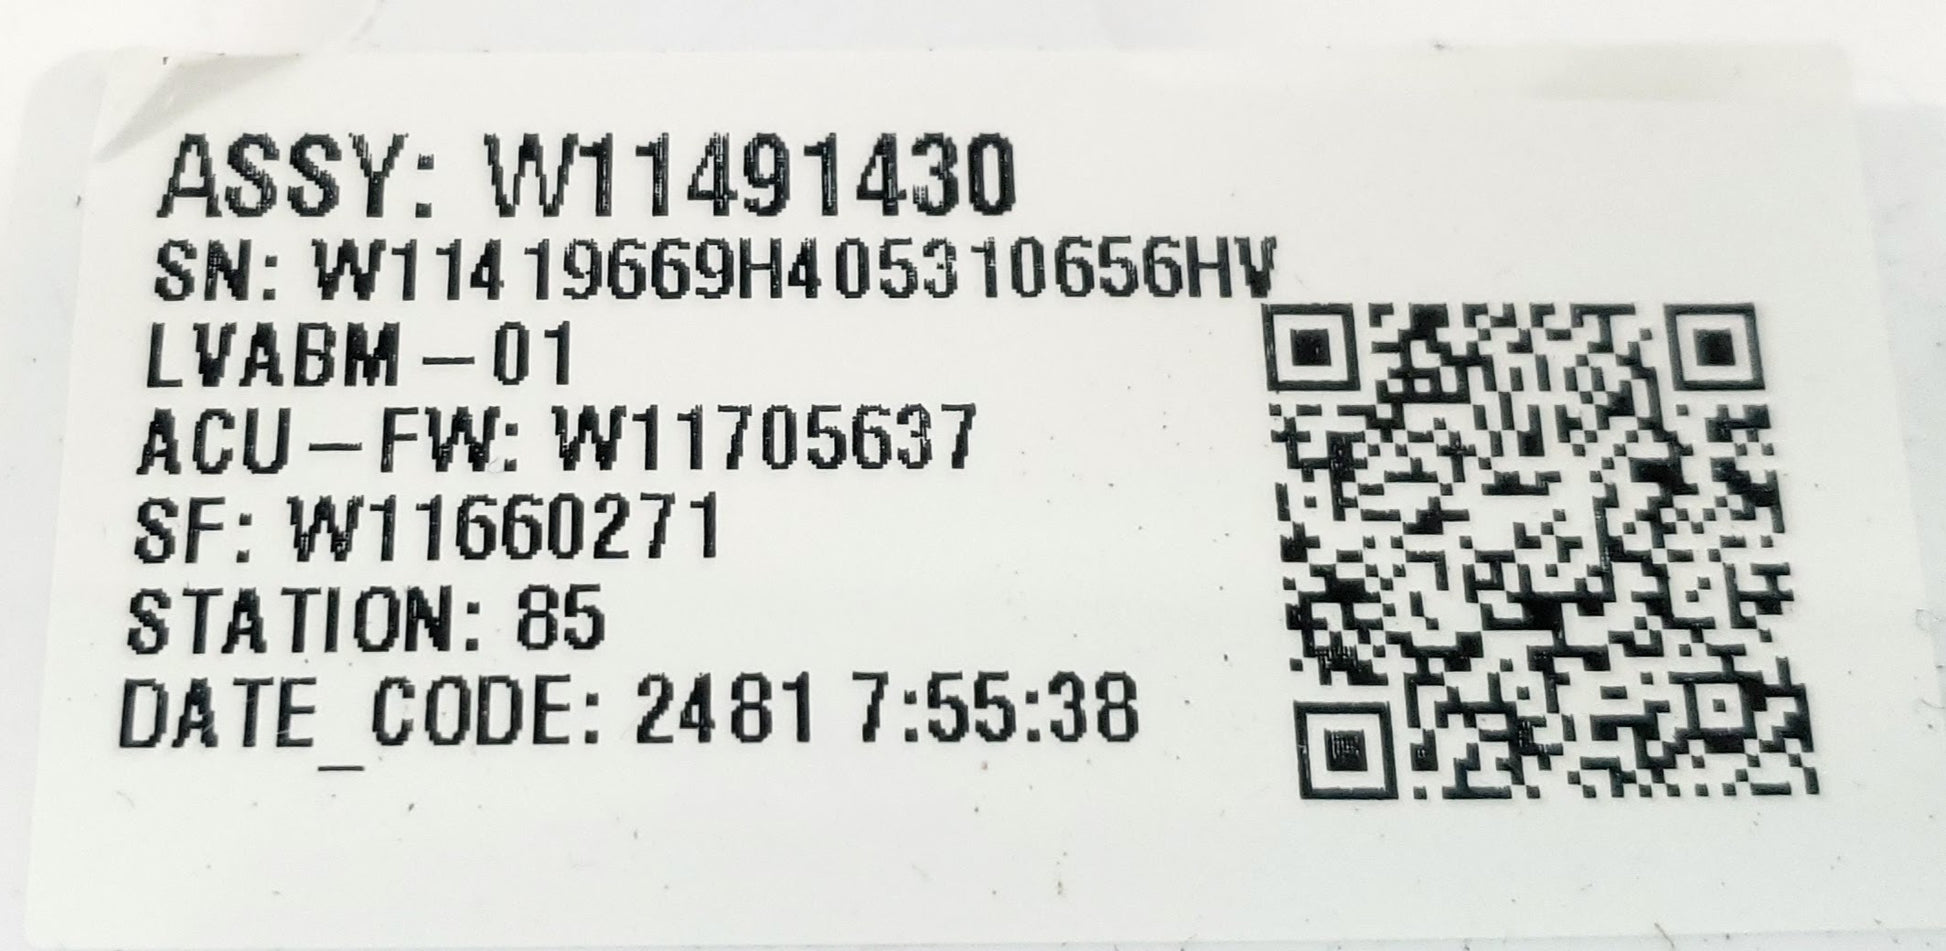 ASSY: W11491430
SN: W11419669H405310656HV
LVABM-01
ACU-FW: W11705637
SF: W11660271
STATION: 85
DATE_CODE: 2481 7:55:38